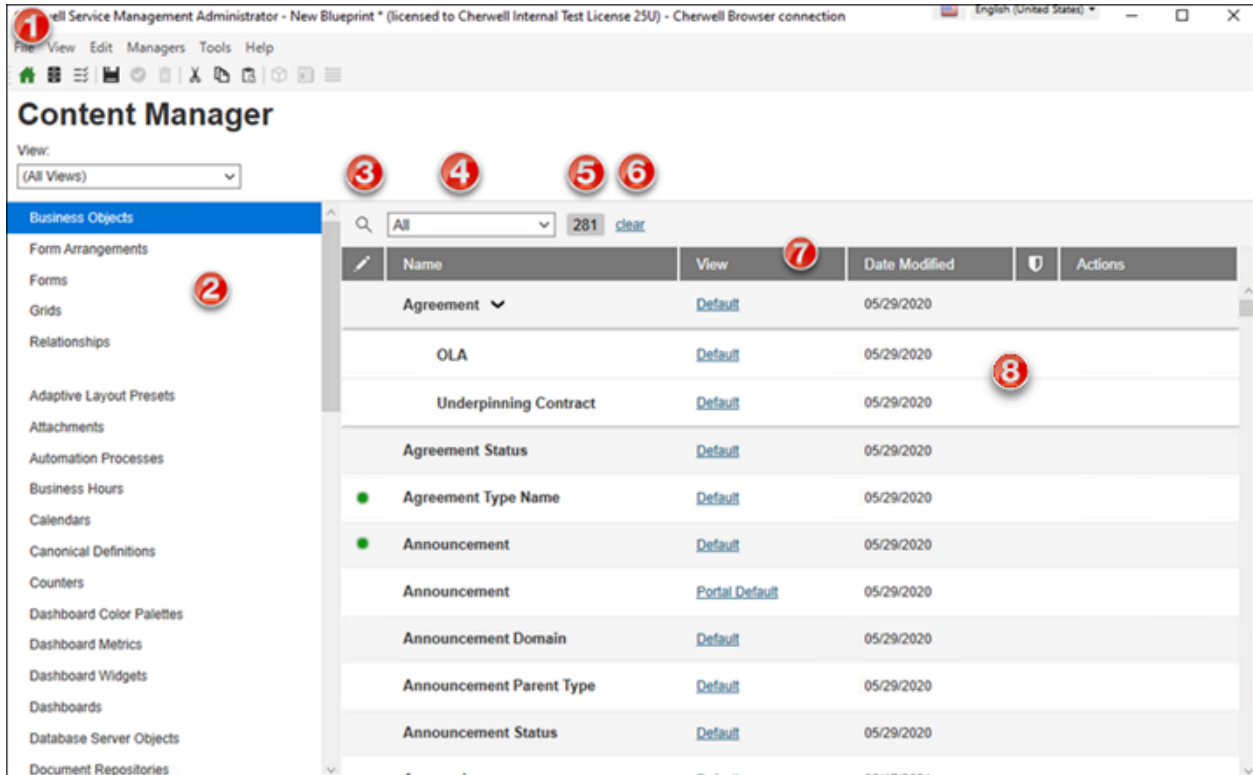 ell Service Management Administrator - New Blueprint * (licensed to Cherwell Internal Test License 25U) - Cherwell Browser connection English (United States)
1
File View Edit Managers Tools Help
Content Manager
View:
(All Views)
3 4 5 6
Business Objects
All 281 clear
Form Arrangements
7
Name View Date Modified Actions
Forms
2
Grids
Agreement Default 05/29/2020
Relationships
OLA Default 05/29/2020
8
Adaptive Layout Presets
Underpinning Contract Default 05/29/2020
Attachments
Agreement Status Default 05/29/2020
Automation Processes
Business Hours
Agreement Type Name Default 05/29/2020
Calendars
Announcement Default 05/29/2020
Canonical Definitions
Counters
Announcement Portal Default 05/29/2020
Dashboard Color Palettes
Announcement Domain Default 05/29/2020
Dashboard Metrics
Dashboard Widgets
Announcement Parent Type Default 05/29/2020
Dashboards
Announcement Status Default 05/29/2020
Database Server Objects
Document Repositories